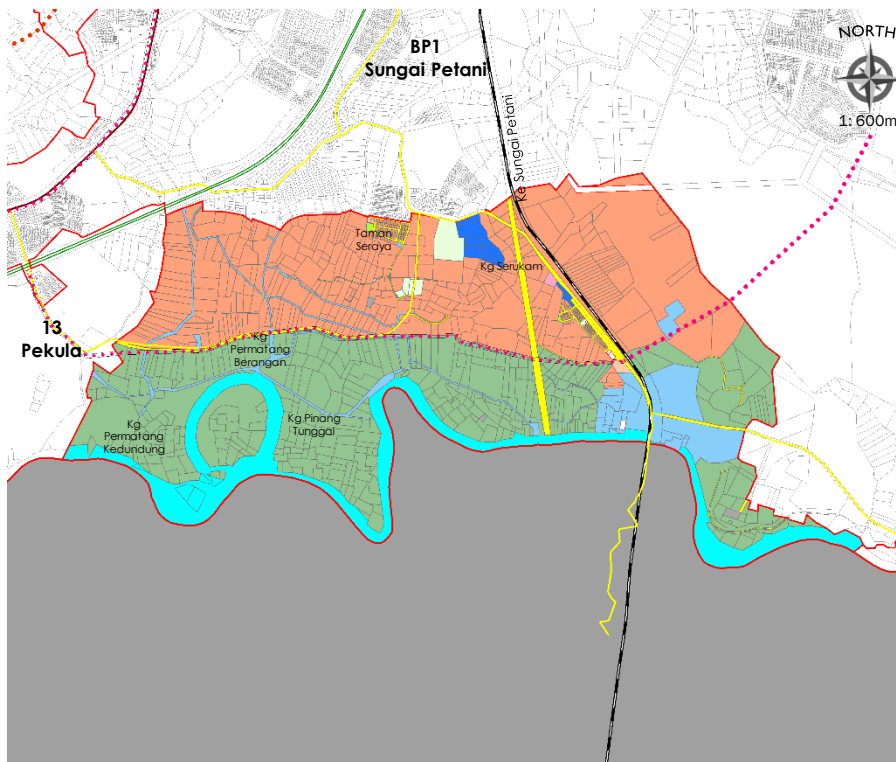 NORTH
1: 600m
BP1
Sungai Petani
Ke Sungai Petani
Taman
Seraya
Kg Serukam
13
Pekula
Kg
Permatang
Berangan
Kg Pinang
Tunggal
Kg
Permatang
Kedundung